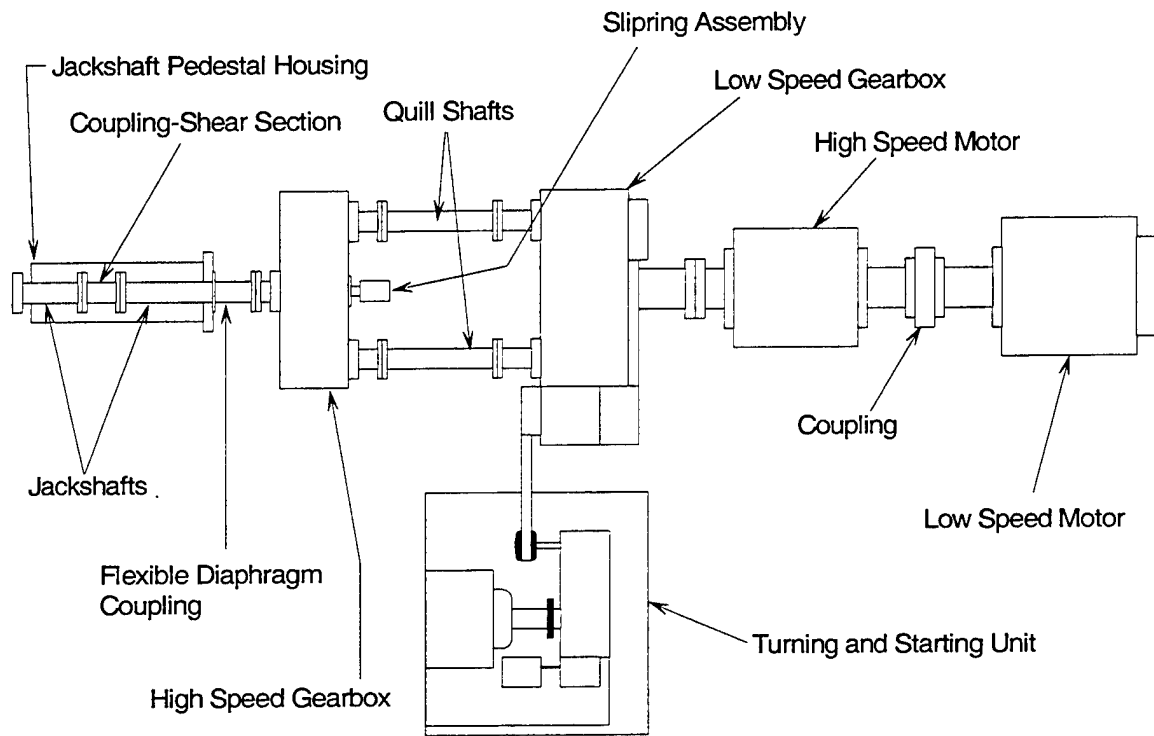 Slipring Assembly
Jackshaft Pedestal Housing
Low Speed Gearbox
Coupling-Shear Section
Quill Shafts
High Speed Motor
Coupling
Jackshafts
Low Speed Motor
Flexible Diaphragm
Coupling
Turning and Starting Unit
High Speed Gearbox